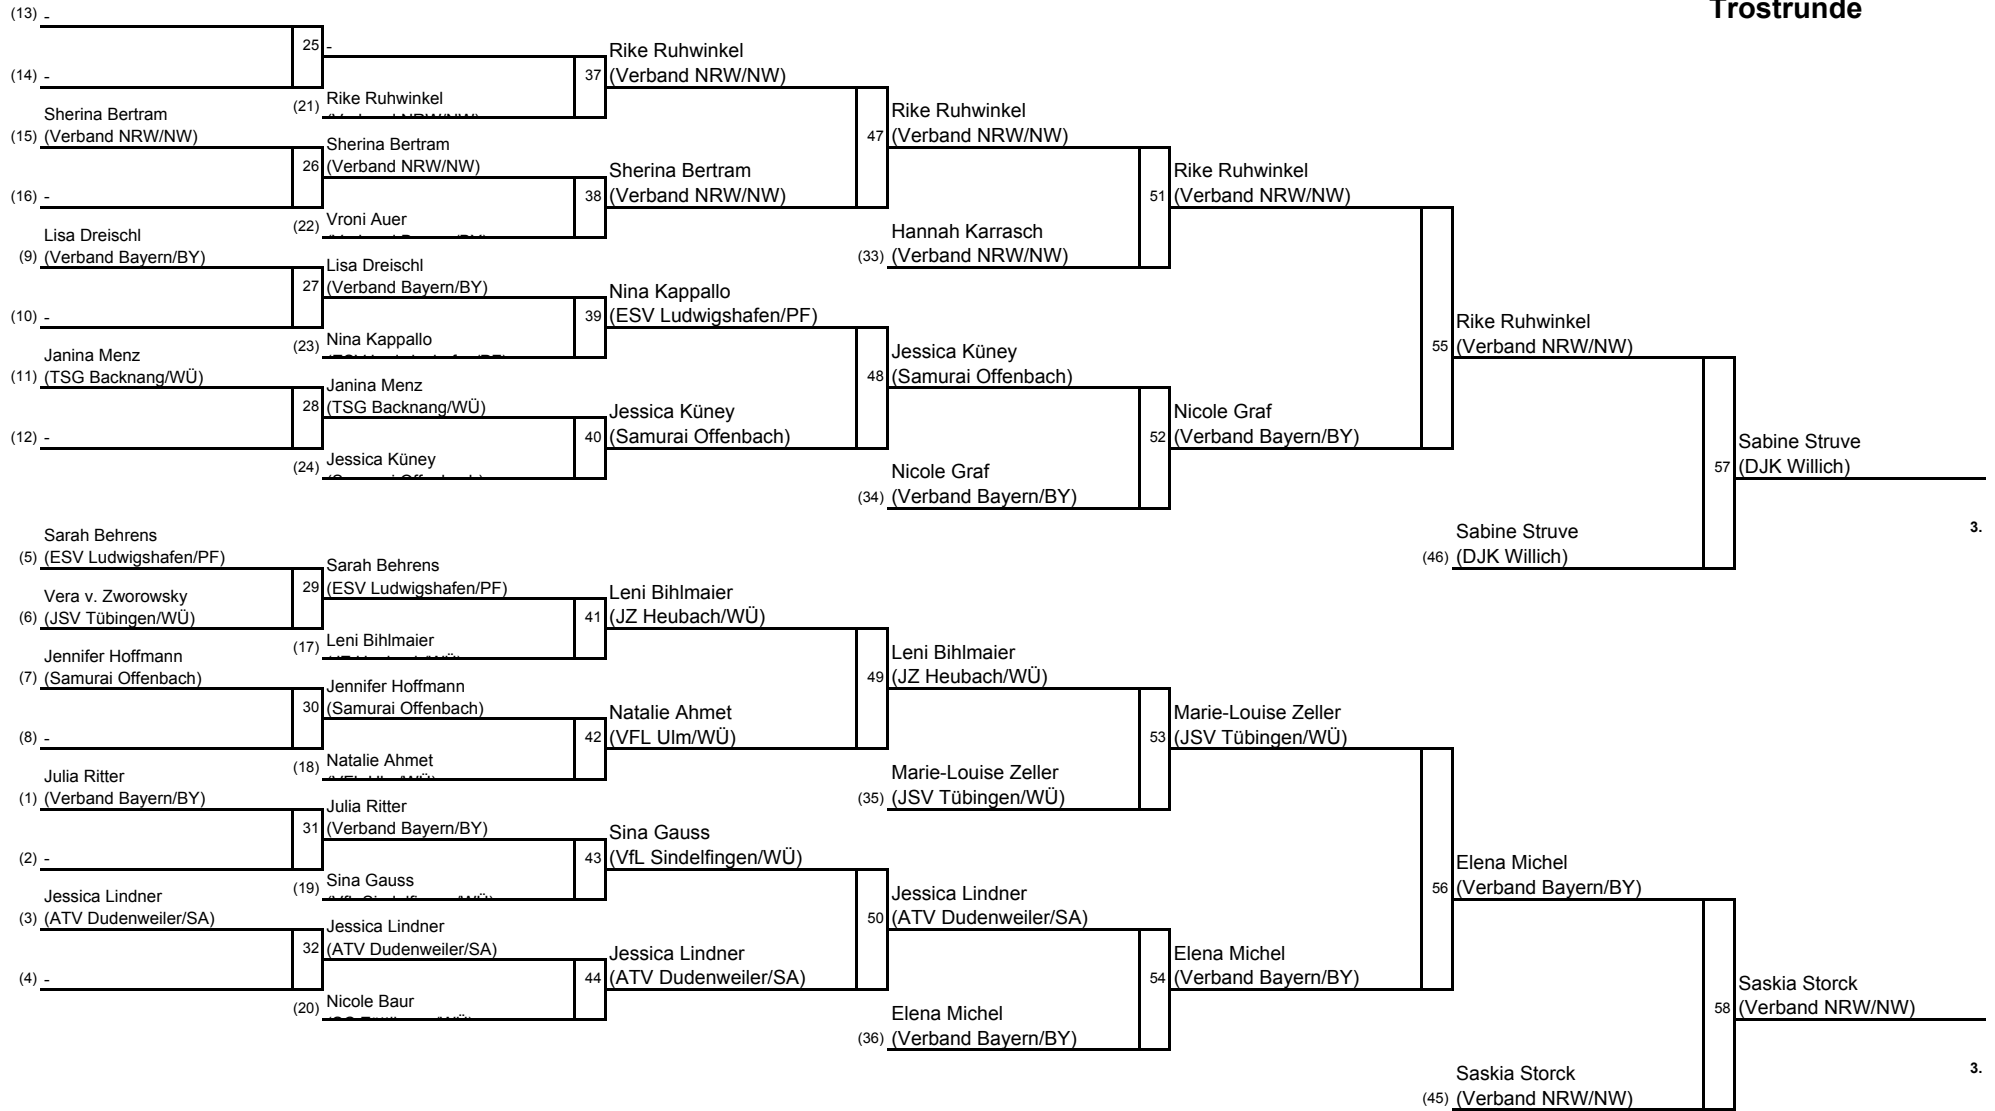 Trostrunde
(13) -
25 -
(14) -
(21) Rike Ruhwinkel
37 Rike Ruhwinkel
(Verband NRW/NW)
Sherina Bertram
(15) (Verband NRW/NW)
26 Sherina Bertram
(Verband NRW/NW)
(16) -
(22) Vroni Auer
38 Sherina Bertram
(Verband NRW/NW)
47 Rike Ruhwinkel
(Verband NRW/NW)
Hannah Karrasch
(33) (Verband NRW/NW)
51 Rike Ruhwinkel
(Verband NRW/NW)
Lisa Dreischl
(9) (Verband Bayern/BY)
27 Lisa Dreischl
(Verband Bayern/BY)
(10) -
(23) Nina Kappallo
39 Nina Kappallo
(ESV Ludwigshafen/PF)
Janina Menz
(11) (TSG Backnang/WÜ)
28 Janina Menz
(TSG Backnang/WÜ)
(12) -
(24) Jessica Küney
40 Jessica Küney
(Samurai Offenbach)
48 Jessica Küney
(Samurai Offenbach)
Nicole Graf
(34) (Verband Bayern/BY)
52 Nicole Graf
(Verband Bayern/BY)
55 Rike Ruhwinkel
(Verband NRW/NW)
Sabine Struve
(46) (DJK Willich)
57 Sabine Struve
(DJK Willich)
3.
Sarah Behrens
(5) (ESV Ludwigshafen/PF)
29 Sarah Behrens
(ESV Ludwigshafen/PF)
Vera v. Zworowsky
(6) (JSV Tübingen/WÜ)
(17) Leni Bihlmaier
41 Leni Bihlmaier
(JZ Heubach/WÜ)
Jennifer Hoffmann
(7) (Samurai Offenbach)
30 Jennifer Hoffmann
(Samurai Offenbach)
(8) -
(18) Natalie Ahmet
42 Natalie Ahmet
(VFL Ulm/WÜ)
49 Leni Bihlmaier
(JZ Heubach/WÜ)
Marie-Louise Zeller
(35) (JSV Tübingen/WÜ)
53 Marie-Louise Zeller
(JSV Tübingen/WÜ)
Julia Ritter
(1) (Verband Bayern/BY)
31 Julia Ritter
(Verband Bayern/BY)
(2) -
(19) Sina Gauss
43 Sina Gauss
(VfL Sindelfingen/WÜ)
Jessica Lindner
(3) (ATV Dudenweiler/SA)
32 Jessica Lindner
(ATV Dudenweiler/SA)
(4) -
(20) Nicole Baur
44 Jessica Lindner
(ATV Dudenweiler/SA)
50 Jessica Lindner
(ATV Dudenweiler/SA)
Elena Michel
(36) (Verband Bayern/BY)
54 Elena Michel
(Verband Bayern/BY)
56 Elena Michel
(Verband Bayern/BY)
Saskia Storck
(45) (Verband NRW/NW)
58 Saskia Storck
(Verband NRW/NW)
3.